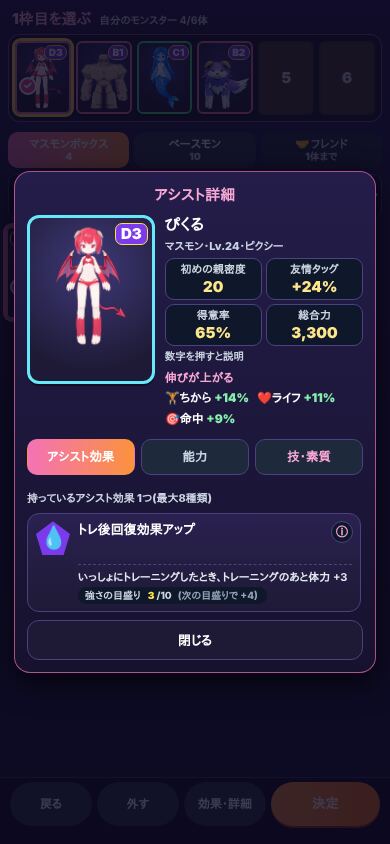 1枠目を選ぶ 自分のモンスター 4/6体
D3 B1 C1 B2
5 6
マスモンボックス ベースモン フレンド
4 10 1体まで
アシスト詳細
D3
ぴくる
マスモン・Lv.24・ピクシー
初めの親密度 友情タッグ
20 +24%
得意率 総合力
65% 3,300
数字を押すと説明
伸びが上がる
ちから +14% ライフ +11%
命中 +9%
アシスト効果 能力 技・素質
持っているアシスト効果 1つ(最大8種類)
トレ後回復効果アップ
いっしょにトレーニングしたとき、トレーニングのあと体力 +3
強さの目盛り 3 /10 (次の目盛りで +4)
閉じる
戻る 外す 効果・詳細 決定